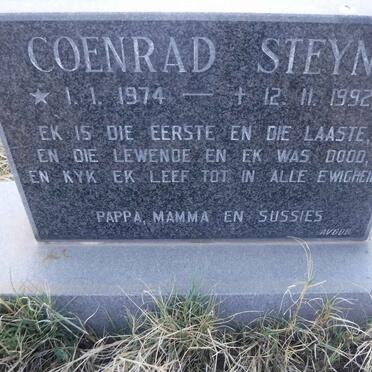 COENRAD STEYN
* 1. 1. 1974 — + 12. 11. 1992
EK IS DIE EERSTE EN DIE LAASTE,
EN DIE LEWENDE EN EK WAS DOOD,
EN KYK EK LEEF TOT IN ALLE EWIGHEI
PAPPA, MAMMA EN SUSSIES